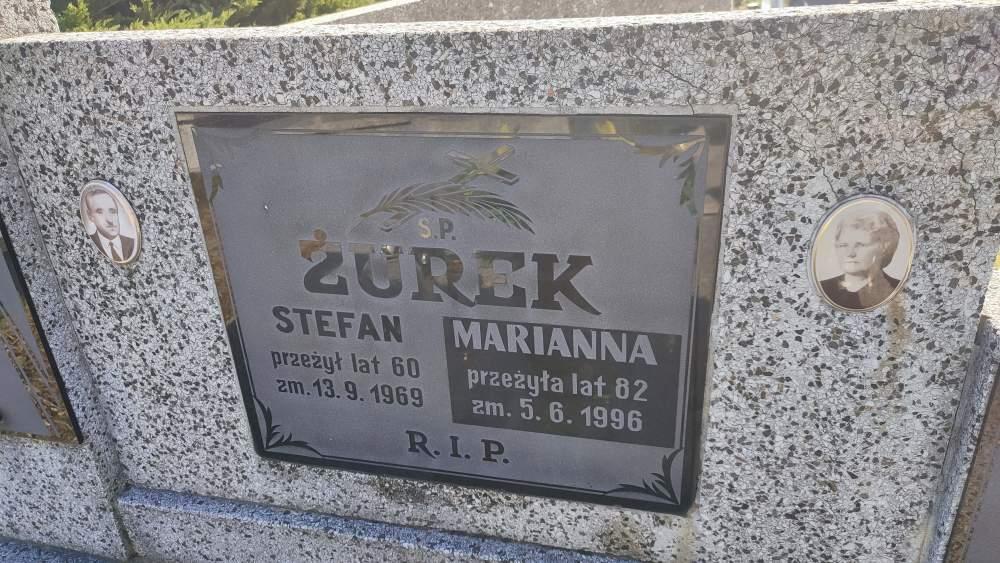 Ś.P.
ŻUREK
STEFAN
przeżył lat 60
zm. 13. 9. 1969
MARIANNA
przeżyła lat 82
zm. 5. 6. 1996
R. I. P.